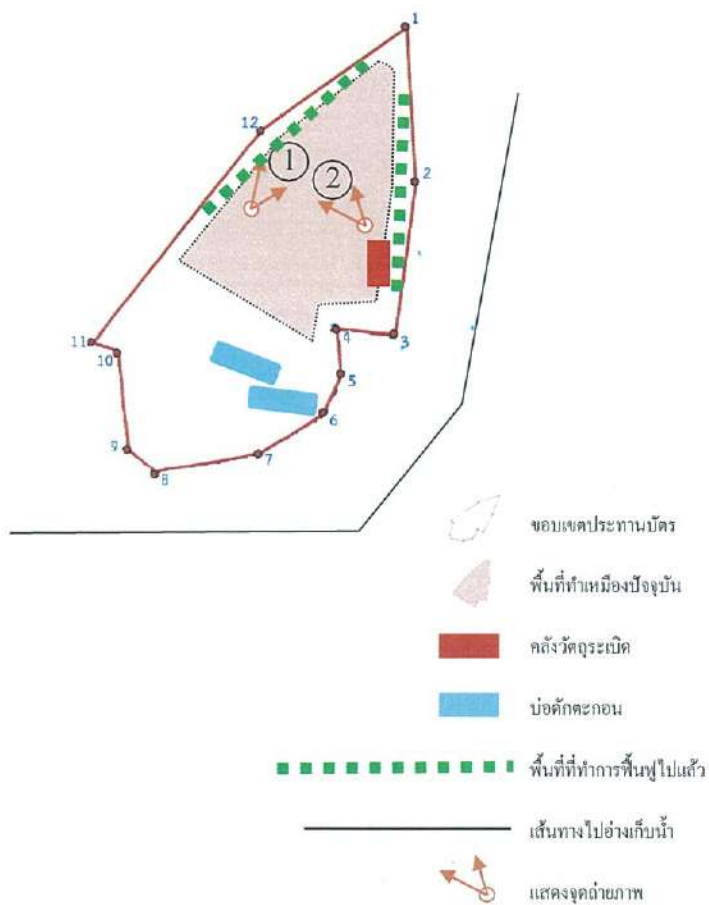 1
12
1
2
2
4
3
11
10
5
6
9
7
8
ขอบเขตประทานบัตร
พื้นที่ทำเหมืองปัจจุบัน
คลังวัตถุระเบิด
บ่อดักตะกอน
พื้นที่ที่ทำการฟื้นฟูไปแล้ว
เส้นทางไปอ่างเก็บน้ำ
แสดงจุดถ่ายภาพ